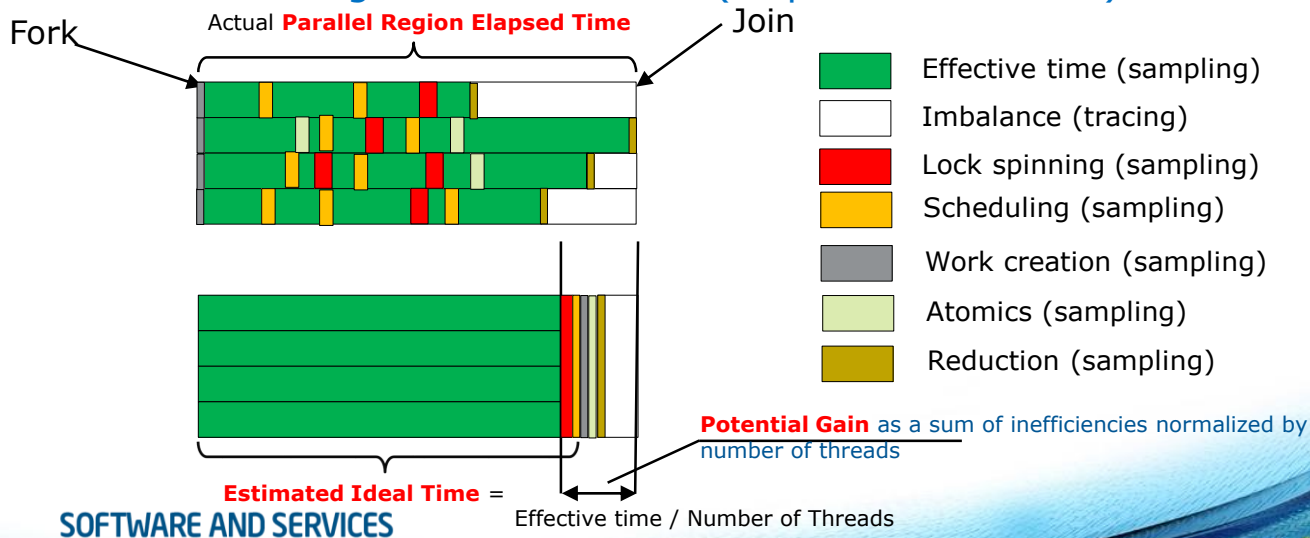 Fork
Actual Parallel Region Elapsed Time
Join
Effective time (sampling)
Imbalance (tracing)
Lock spinning (sampling)
Scheduling (sampling)
Work creation (sampling)
Atomics (sampling)
Reduction (sampling)
Potential Gain as a sum of inefficiencies normalized by
number of threads
Estimated Ideal Time =
Effective time / Number of Threads
SOFTWARE AND SERVICES